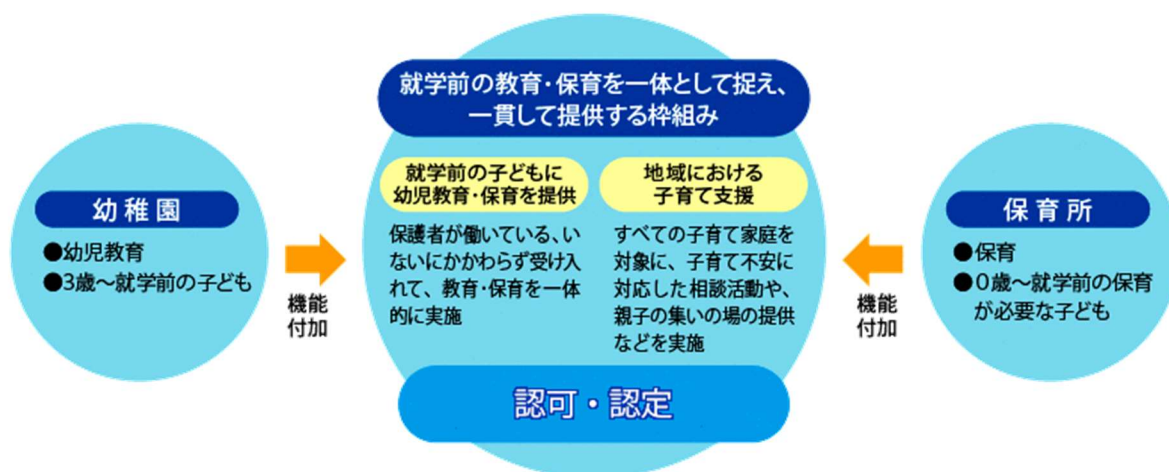 就学前の教育・保育を一体として捉え、
一貫して提供する枠組み
幼稚園
●幼児教育
●3歳～就学前の子ども
機能
付加
就学前の子どもに
幼児教育・保育を提供
保護者が働いている、い
ないにかかわらず受け入
れて、教育・保育を一体
的に実施
地域における
子育て支援
すべての子育て家庭を
対象に、子育て不安に
対応した相談活動や、
親子の集いの場の提供
などを実施
認可・認定
機能
付加
保育所
●保育
●0歳～就学前の保育
が必要な子ども